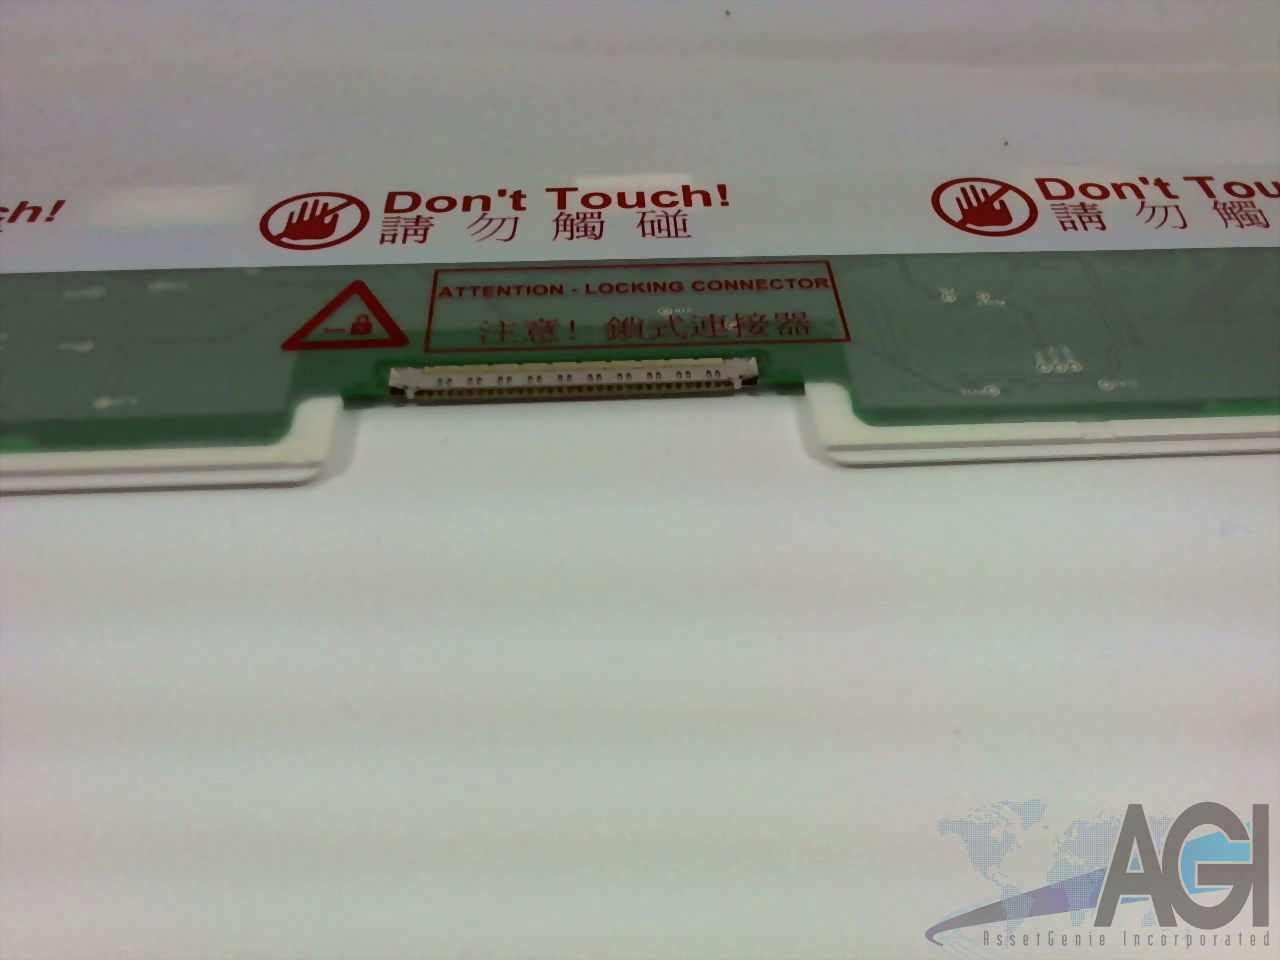 ch!
Don't Touch!
請勿觸碰
Don't Tou
請勿觸
ATTENTION - LOCKING CONNECTOR
注意! 鎖式連接器
AGI
AssetGenie Incorporated